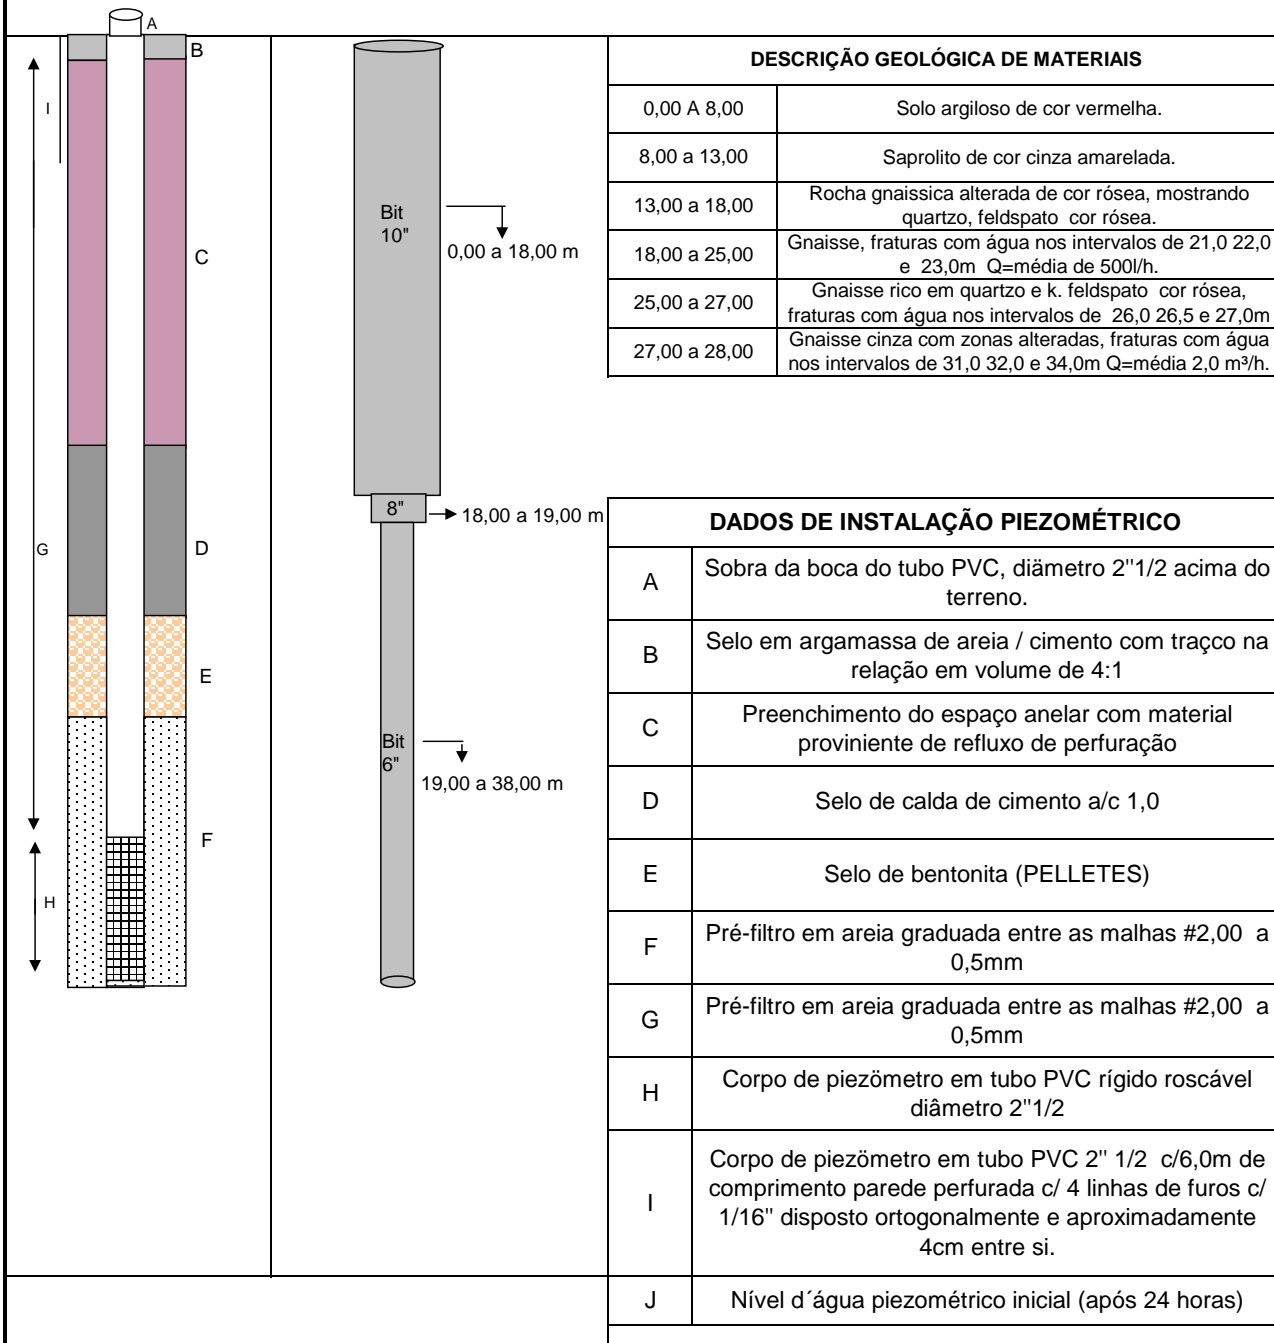 A
B
I
C
G
D
E
F
H
Bit
10"
0,00 a 18,00 m
8"
18,00 a 19,00 m
Bit
6"
19,00 a 38,00 m
DESCRIÇÃO GEOLÓGICA DE MATERIAIS
0,00 A 8,00 Solo argiloso de cor vermelha.
8,00 a 13,00 Saprolito de cor cinza amarelada.
13,00 a 18,00 Rocha gnaissica alterada de cor rósea, mostrando
quartzo, feldspato cor rósea.
18,00 a 25,00 Gnaisse, fraturas com água nos intervalos de 21,0 22,0
e 23,0m Q=média de 500l/h.
25,00 a 27,00 Gnaisse rico em quartzo e k. feldspato cor rósea,
fraturas com água nos intervalos de 26,0 26,5 e 27,0m
27,00 a 28,00 Gnaisse cinza com zonas alteradas, fraturas com água
nos intervalos de 31,0 32,0 e 34,0m Q=média 2,0 m³/h.
DADOS DE INSTALAÇÃO PIEZOMÉTRICO
A Sobra da boca do tubo PVC, diämetro 2"1/2 acima do
terreno.
B Selo em argamassa de areia / cimento com traçco na
relação em volume de 4:1
C Preenchimento do espaço anelar com material
proviniente de refluxo de perfuração
D Selo de calda de cimento a/c 1,0
E Selo de bentonita (PELLETES)
F Pré-filtro em areia graduada entre as malhas #2,00 a
0,5mm
G Pré-filtro em areia graduada entre as malhas #2,00 a
0,5mm
H Corpo de piezömetro em tubo PVC rígido roscável
diâmetro 2"1/2
I Corpo de piezömetro em tubo PVC 2" 1/2 c/6,0m de
comprimento parede perfurada c/ 4 linhas de furos c/
1/16" disposto ortogonalmente e aproximadamente
4cm entre si.
J Nível d´água piezométrico inicial (após 24 horas)